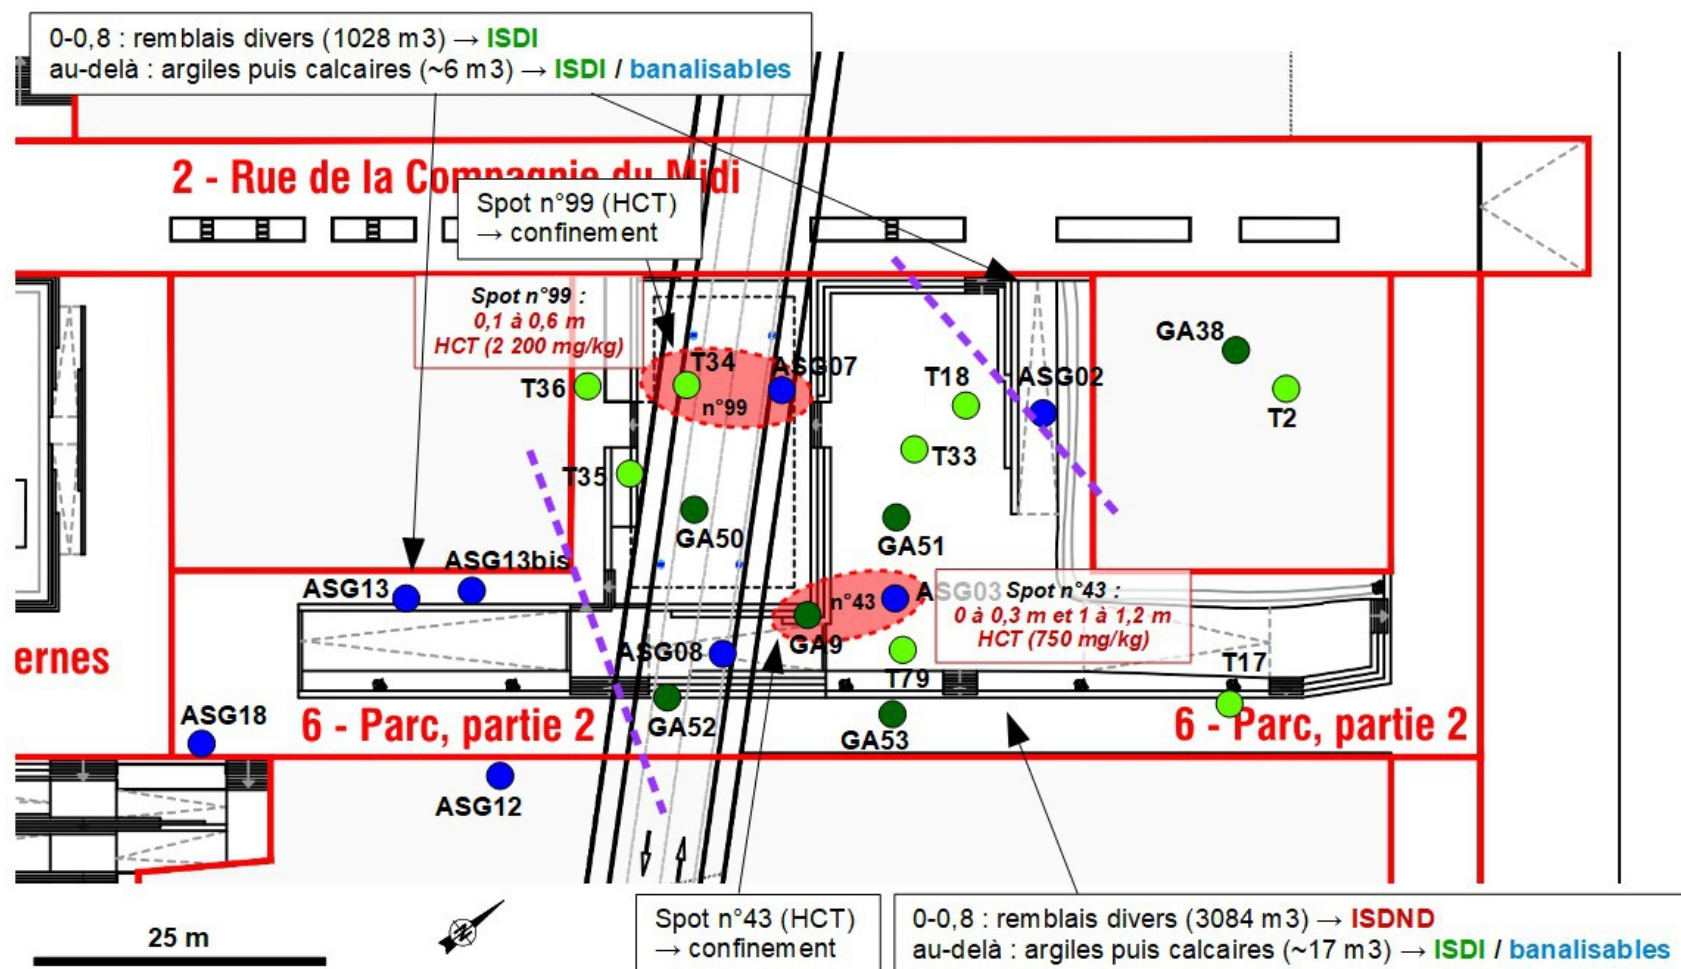 0-0,8 : remblais divers (1028 m3) → ISDI
au-delà : argiles puis calcaires (~6 m3) → ISDI / banalisables
2 - Rue de la Compagnie du Midi
Spot n°99 (HCT)
→ confinement
Spot n°99 :
0,1 à 0,6 m
HCT (2 200 mg/kg)
GA38
T34
ASG07
T36
T18
ASG02
n°99
T2
T33
T35
GA50
GA51
ASG13bis
ASG13
n°43
ASG03
Spot n°43 :
0 à 0,3 m et 1 à 1,2 m
HCT (750 mg/kg)
GA9
ASG08
ernes
T79
T17
ASG18
6 - Parc, partie 2
GA52
GA53
6 - Parc, partie 2
ASG12
25 m
N
Spot n°43 (HCT)
→ confinement
0-0,8 : remblais divers (3084 m3) → ISDND
au-delà : argiles puis calcaires (~17 m3) → ISDI / banalisables